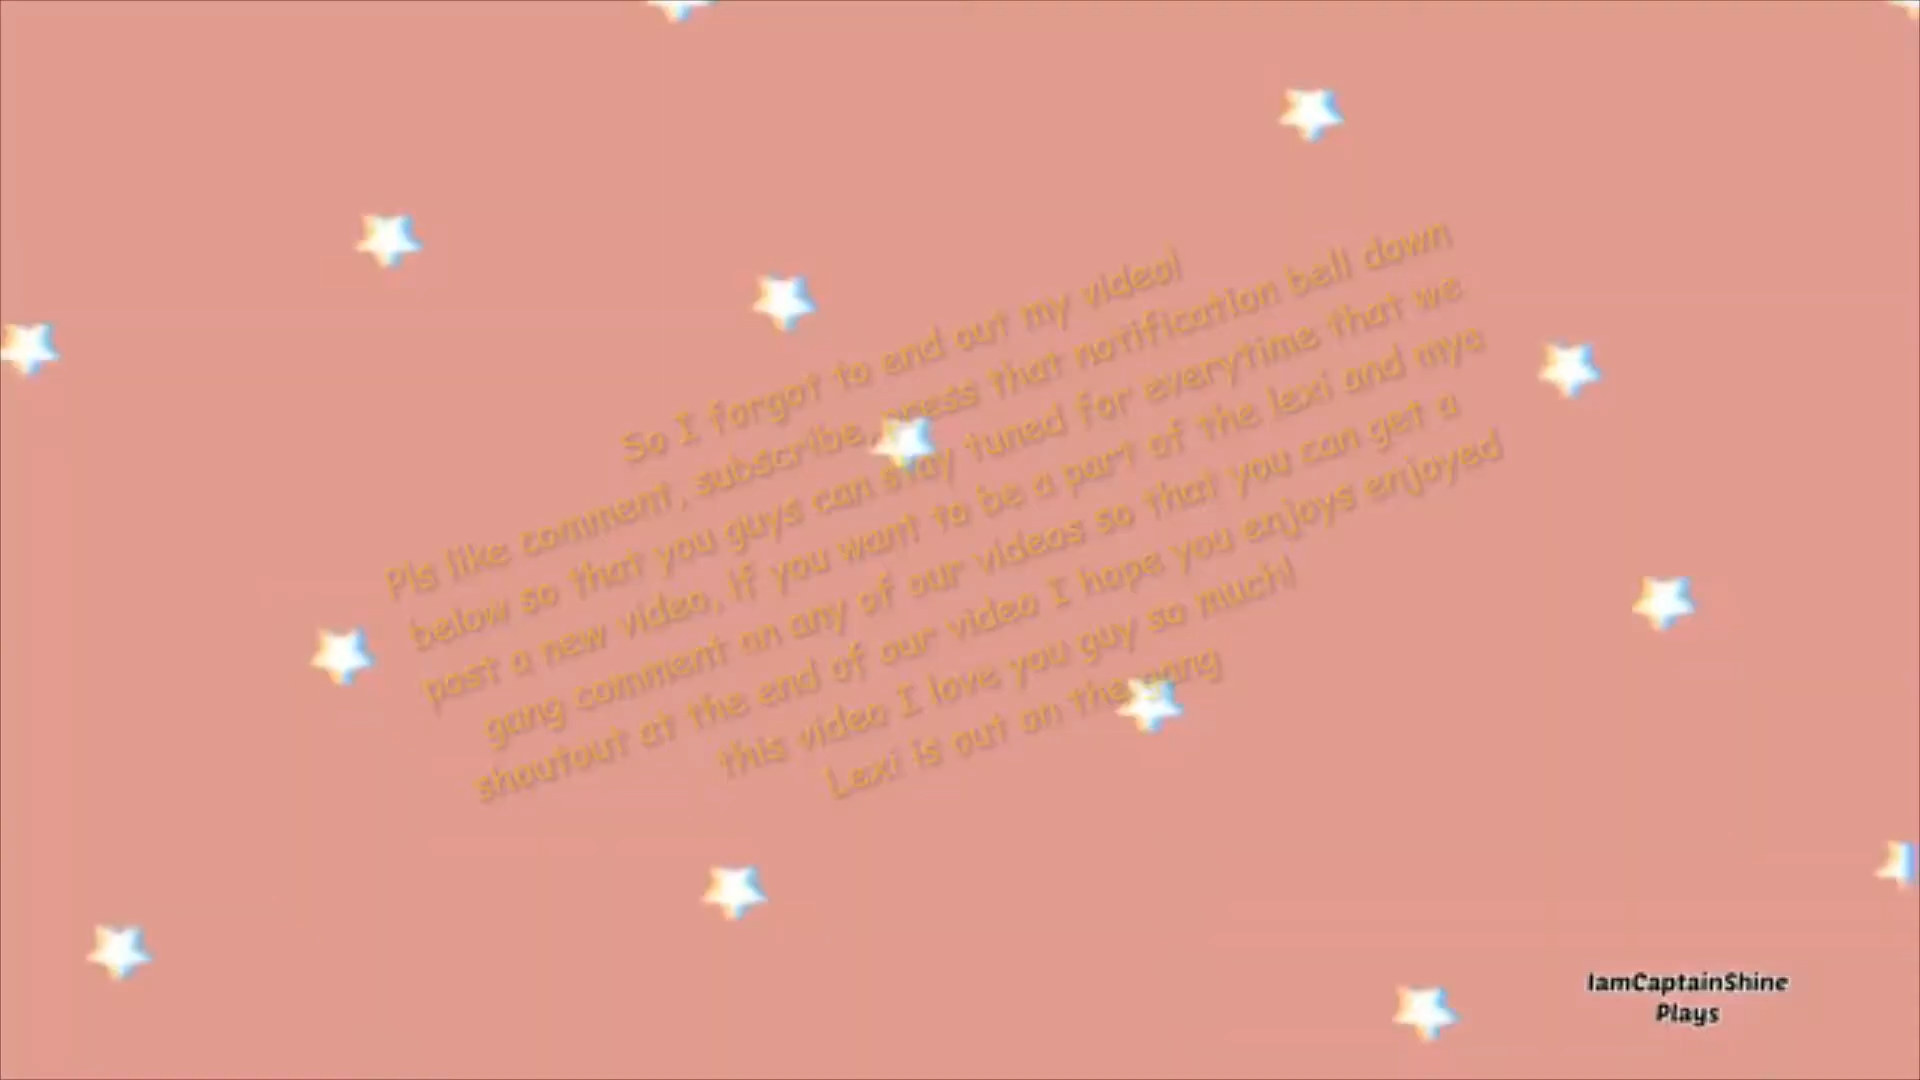 So I forgot to end out my video!
Pls like comment, subscribe, press that notification bell down
below so that you guys can stay tuned for everytime that we
post a new video, If you want to be a part of the lexi and mya
gang comment on any of our videos so that you can get a
shoutout at the end of our video I hope you enjoys enjoyed
this video I love you guy so much!
Lexi is out on the gang
IamCaptainShine
Plays